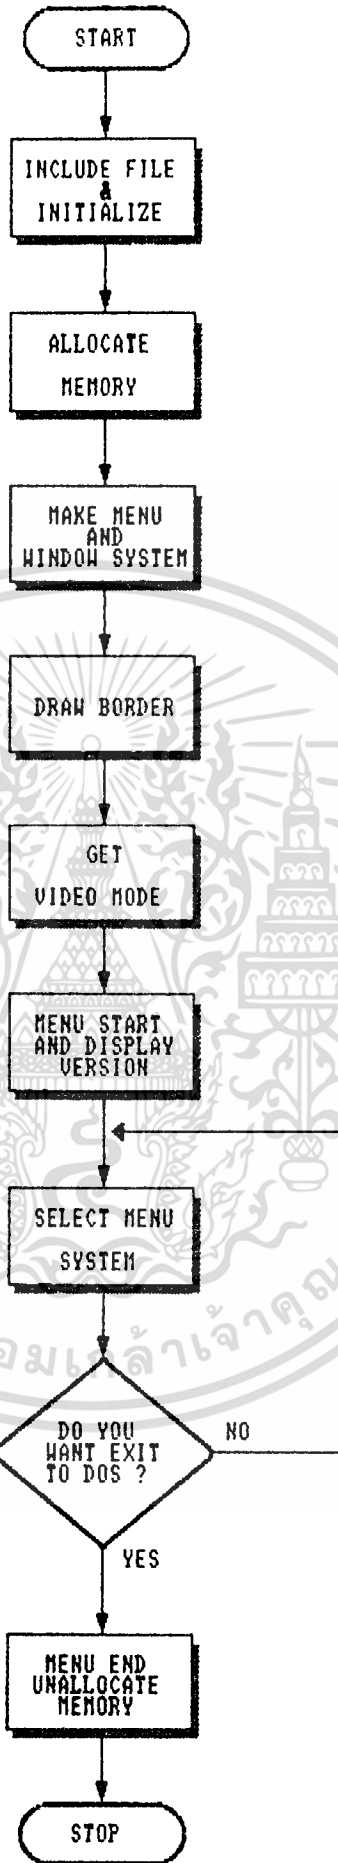 START
INCLUDE FILE
&
INITIALIZE
ALLOCATE
MEMORY
MAKE MENU
AND
WINDOW SYSTEM
DRAW BORDER
GET
VIDEO MODE
MENU START
AND DISPLAY
VERSION
SELECT MENU
SYSTEM
DO YOU
WANT EXIT
TO DOS ?
NO
YES
MENU END
UNALLOCATE
MEMORY
STOP